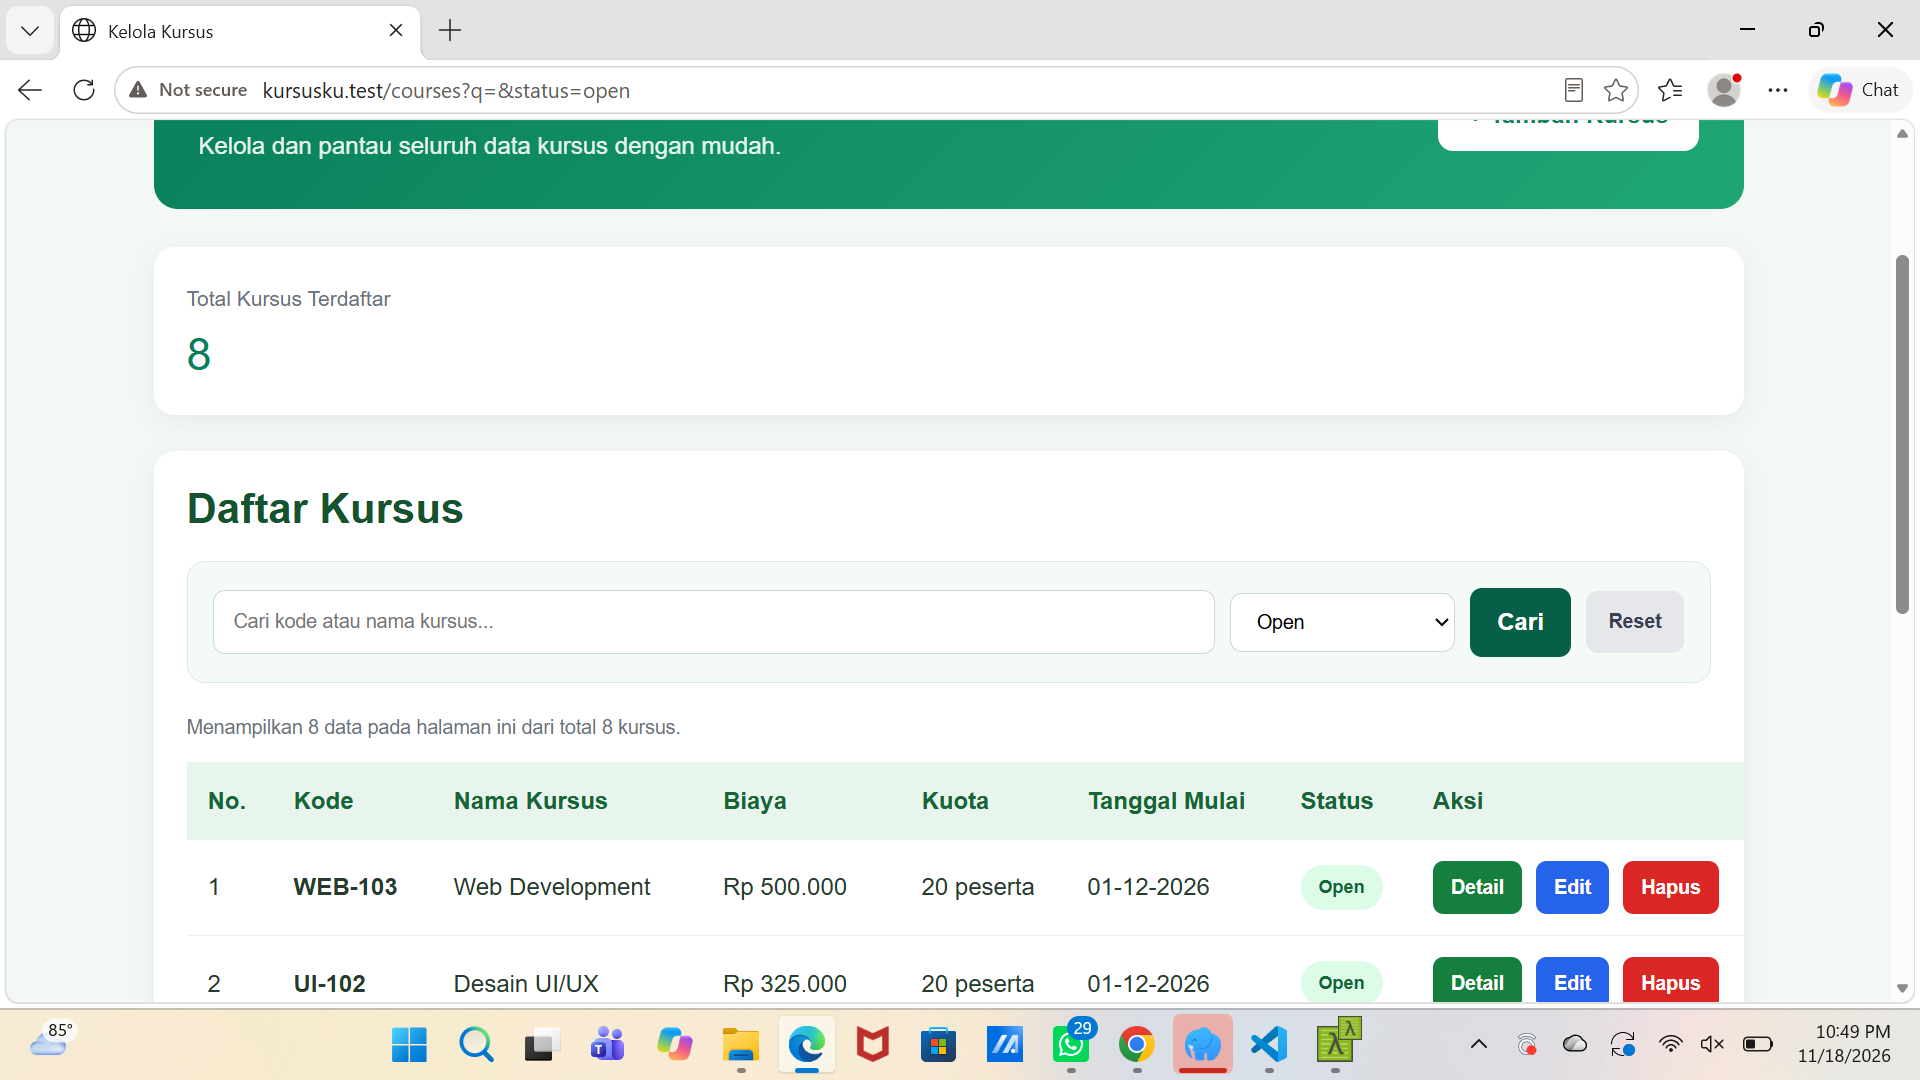 Kelola Kursus
Not secure kursusku.test/courses?q=&status=open
Chat
+ Tambah Kursus
Kelola dan pantau seluruh data kursus dengan mudah.
Total Kursus Terdaftar
8
Daftar Kursus
Cari kode atau nama kursus...
Open
Cari
Reset
Menampilkan 8 data pada halaman ini dari total 8 kursus.
No. Kode Nama Kursus Biaya Kuota Tanggal Mulai Status Aksi
1 WEB-103 Web Development Rp 500.000 20 peserta 01-12-2026 Open Detail Edit Hapus
2 UI-102 Desain UI/UX Rp 325.000 20 peserta 01-12-2026 Open Detail Edit Hapus
85°
29
10:49 PM
11/18/2026